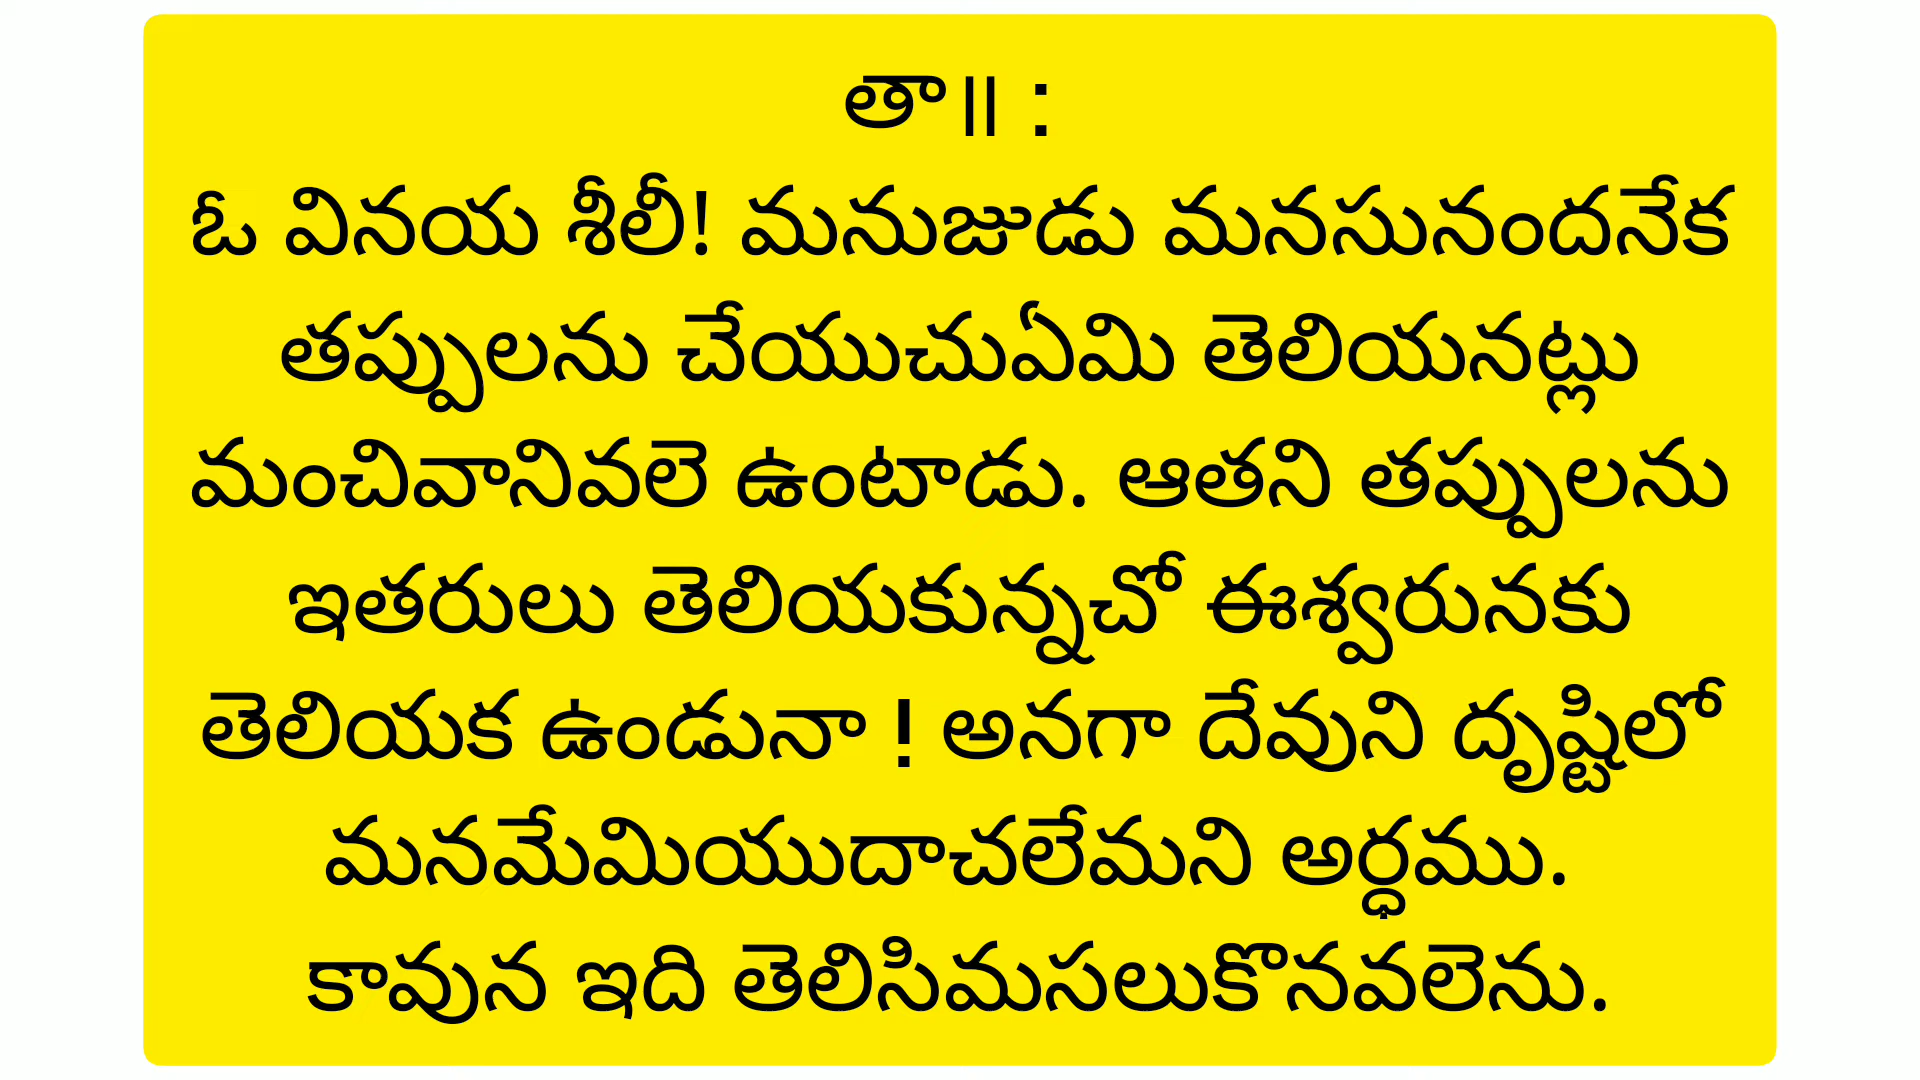 తా॥ :
ఓ వినయ శీలీ! మనుజుడు మనసునందనేక
తప్పులను చేయుచుఏమి తెలియనట్లు
మంచివానివలె ఉంటాడు. ఆతని తప్పులను
ఇతరులు తెలియకున్నచో ఈశ్వరునకు
తెలియక ఉండునా ! అనగా దేవుని దృష్టిలో
మనమేమియుదాచలేమని అర్ధము.
కావున ఇది తెలిసిమసలుకొనవలెను.